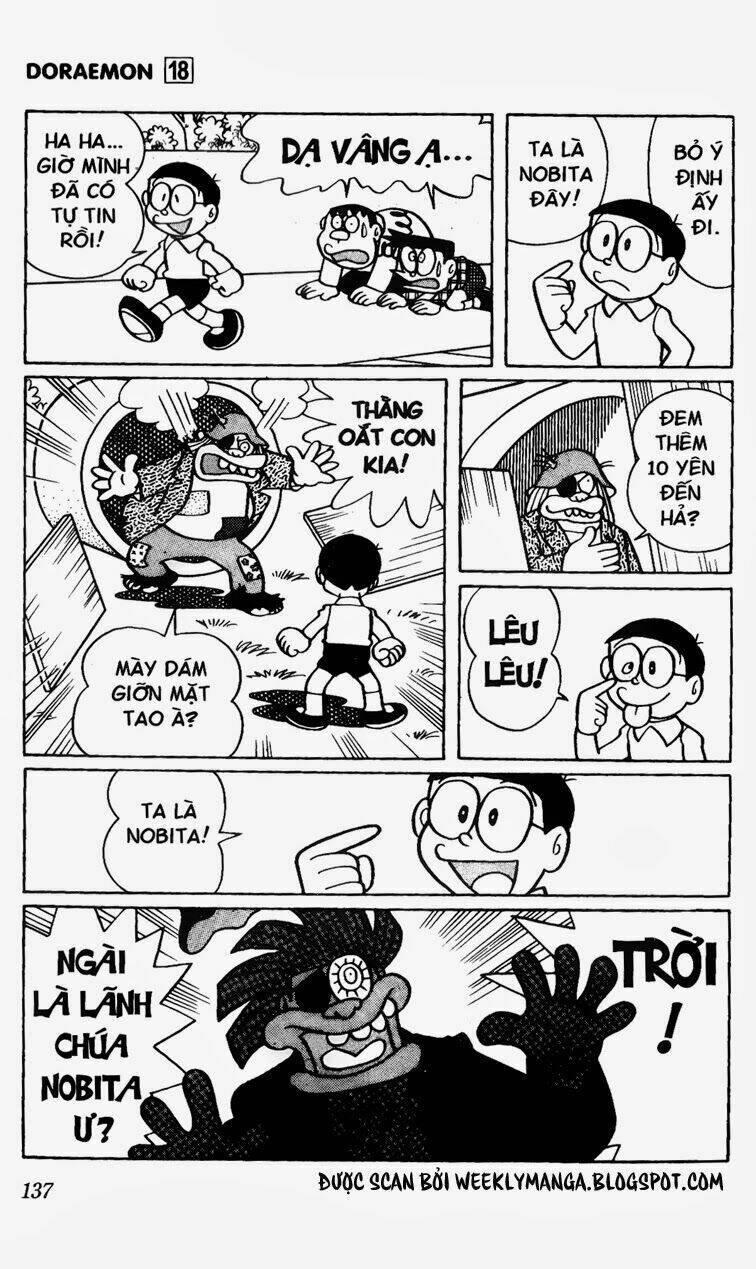 DORAEMON 18
BỎ Ý
ĐỊNH
ẤY
ĐI.
TA LÀ
NOBITA
ĐÂY!
DẠ VÂNG Ạ...
HA HA...
GIỜ MÌNH
ĐÃ CÓ
TỰ TIN
RỒI!
ĐEM
THÊM
10 YÊN
ĐẾN
HẢ?
LÊU
LÊU!
THẰNG
OẮT CON
KIA!
MÀY DÁM
GIỠN MẶT
TAO À?
TA LÀ
NOBITA!
TRỜI
!
NGÀI
LÀ LÃNH
CHÚA
NOBITA
Ư?
137
ĐƯỢC SCAN BỞI WEEKLYMANGA.BLOGSPOT.COM